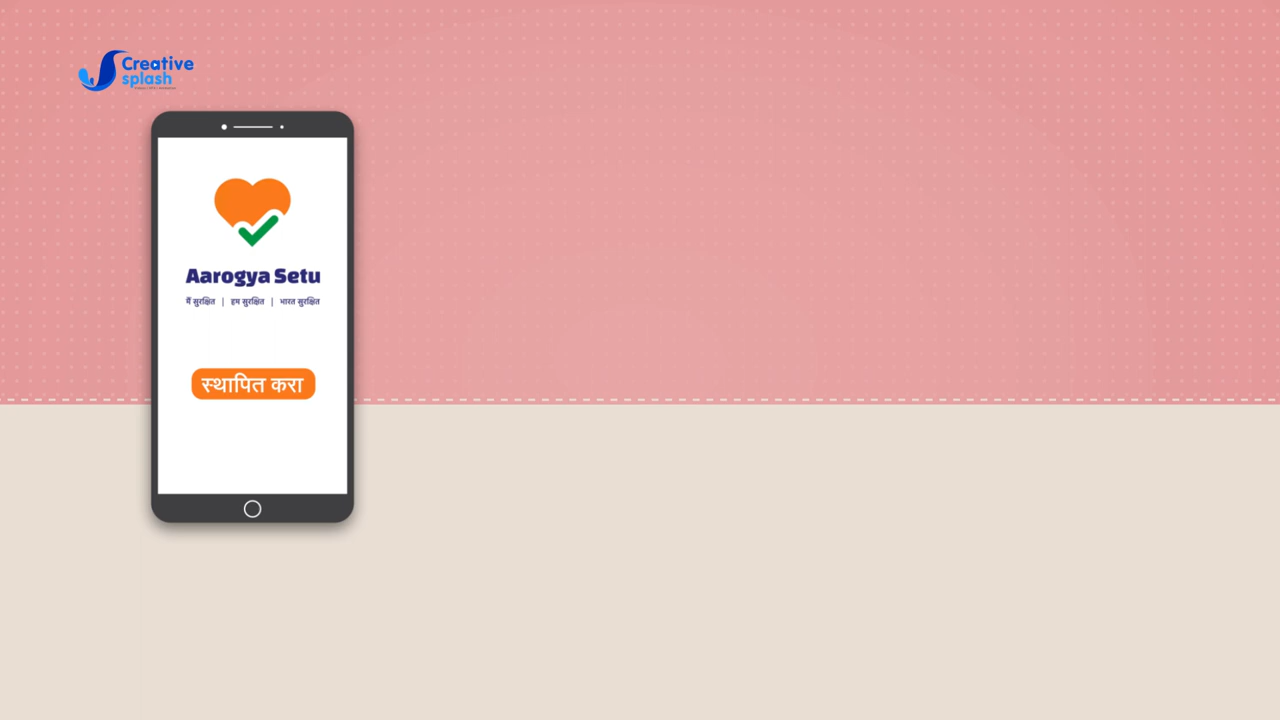 Creative
splash
Aarogya Setu
मैं सुरक्षित | हम सुरक्षित | भारत सुरक्षित
स्थापित करा